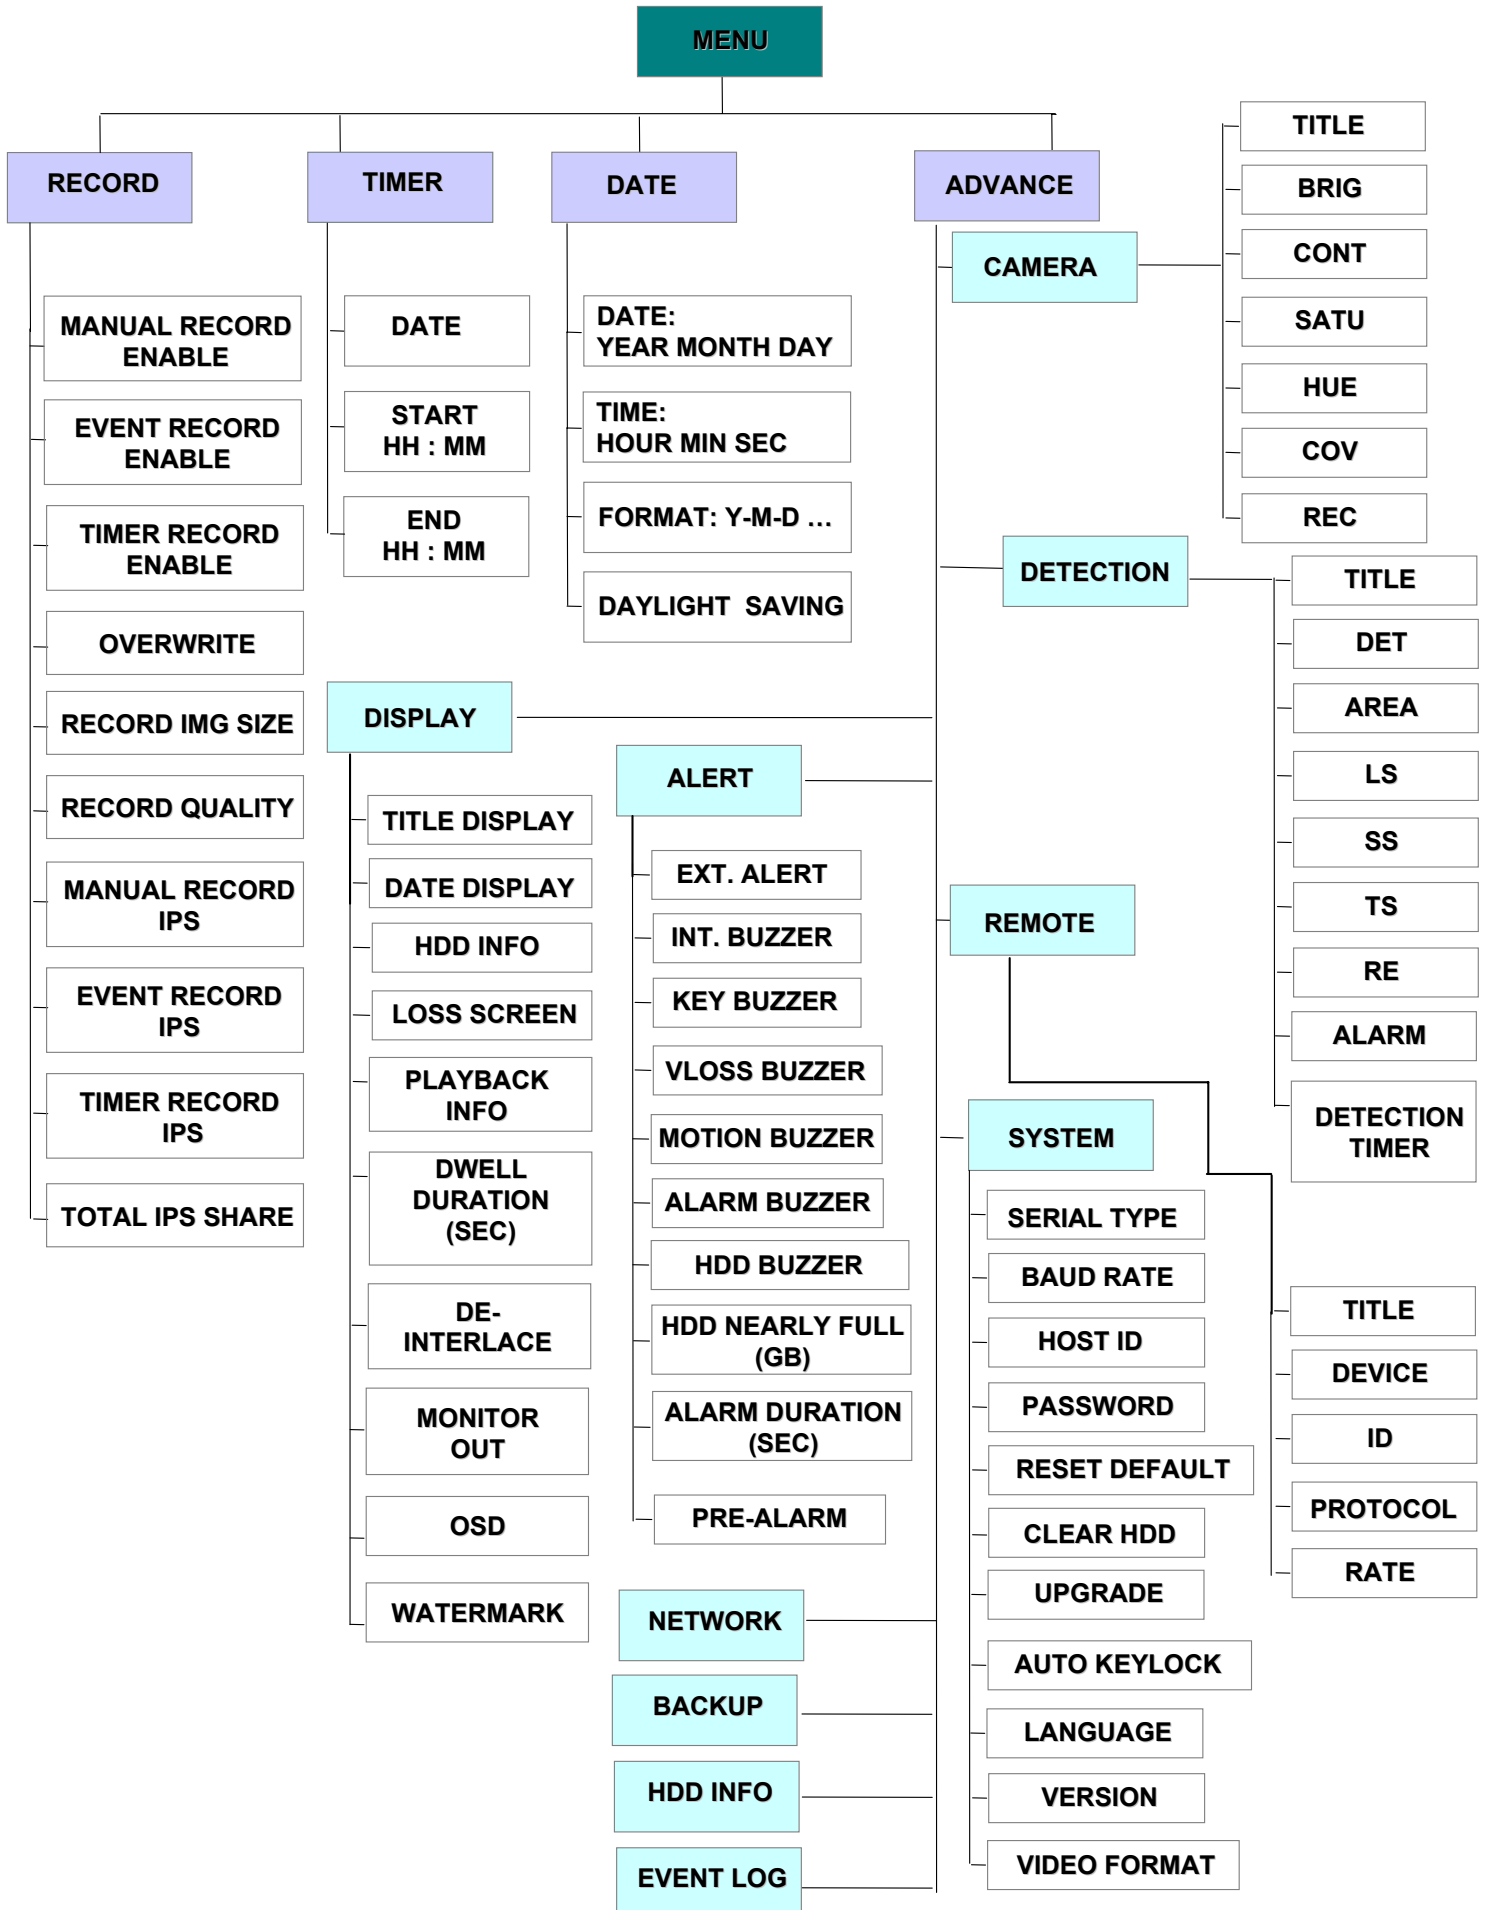 MENU
RECORD
MANUAL RECORD
ENABLE
EVENT RECORD
ENABLE
TIMER RECORD
ENABLE
OVERWRITE
RECORD IMG SIZE
RECORD QUALITY
MANUAL RECORD
IPS
EVENT RECORD
IPS
TIMER RECORD
IPS
TOTAL IPS SHARE
TIMER
DATE
START
HH : MM
END
HH : MM
DATE
DATE:
YEAR MONTH DAY
TIME:
HOUR MIN SEC
FORMAT: Y-M-D ...
DAYLIGHT SAVING
ADVANCE
CAMERA
TITLE
BRIG
CONT
SATU
HUE
COV
REC
DETECTION
TITLE
DET
AREA
LS
SS
TS
RE
ALARM
DETECTION
TIMER
DISPLAY
TITLE DISPLAY
DATE DISPLAY
HDD INFO
LOSS SCREEN
PLAYBACK
INFO
DWELL
DURATION
(SEC)
DE-
INTERLACE
MONITOR
OUT
OSD
WATERMARK
ALERT
EXT. ALERT
INT. BUZZER
KEY BUZZER
VLOSS BUZZER
MOTION BUZZER
ALARM BUZZER
HDD BUZZER
HDD NEARLY FULL
(GB)
ALARM DURATION
(SEC)
PRE-ALARM
REMOTE
TITLE
DEVICE
ID
PROTOCOL
RATE
SYSTEM
SERIAL TYPE
BAUD RATE
HOST ID
PASSWORD
RESET DEFAULT
CLEAR HDD
UPGRADE
AUTO KEYLOCK
LANGUAGE
VERSION
VIDEO FORMAT
NETWORK
BACKUP
HDD INFO
EVENT LOG